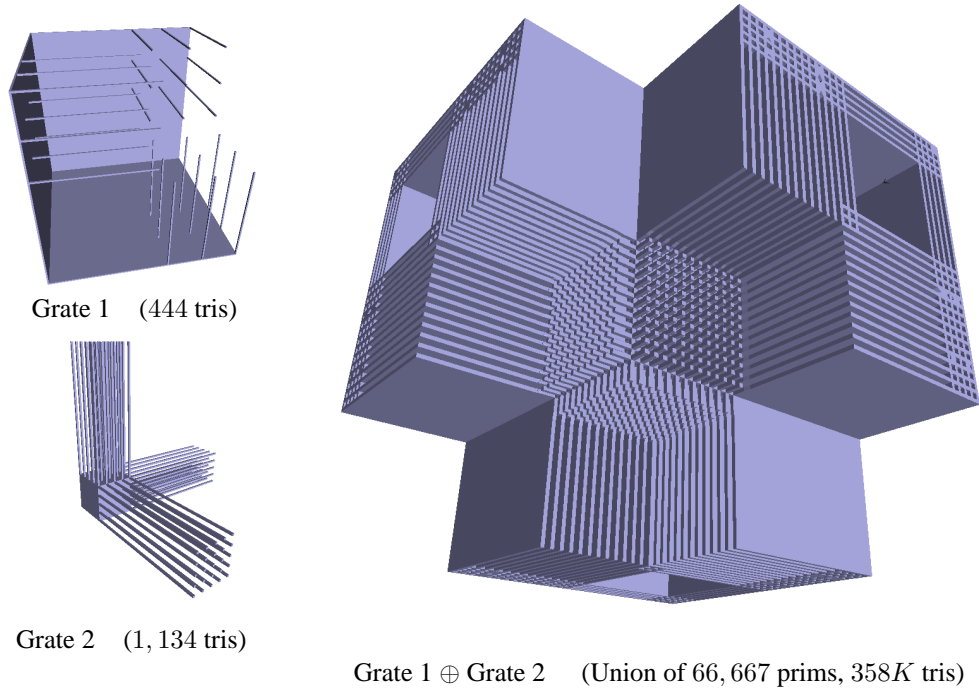 Grate 1 (444 tris)
Grate 2 (1, 134 tris)
Grate 1 ⊕ Grate 2 (Union of 66, 667 prims, 358K tris)